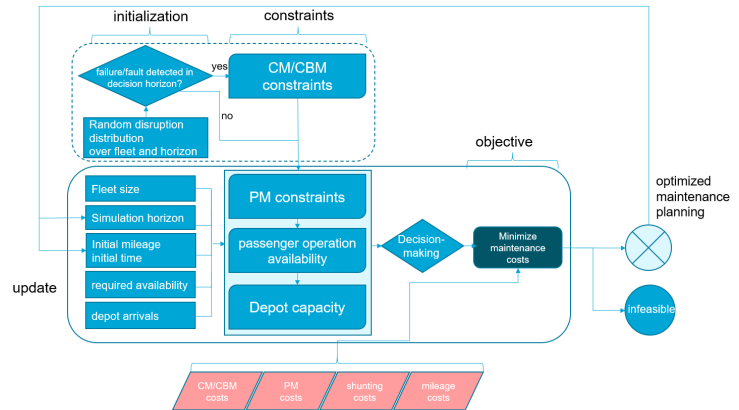 initialization
constraints
failure/fault detected in
decision horizon?
yes
CM/CBM
constraints
no
Random disruption
distribution
over fleet and horizon
objective
optimized
maintenance
planning
Fleet size
Simulation horizon
Initial mileage
initial time
required availability
depot arrivals
update
PM constraints
passenger operation
availability
Depot capacity
Decision-
making
Minimize
maintenance
costs
infeasible
CM/CBM
costs
PM
costs
shunting
costs
mileage
costs